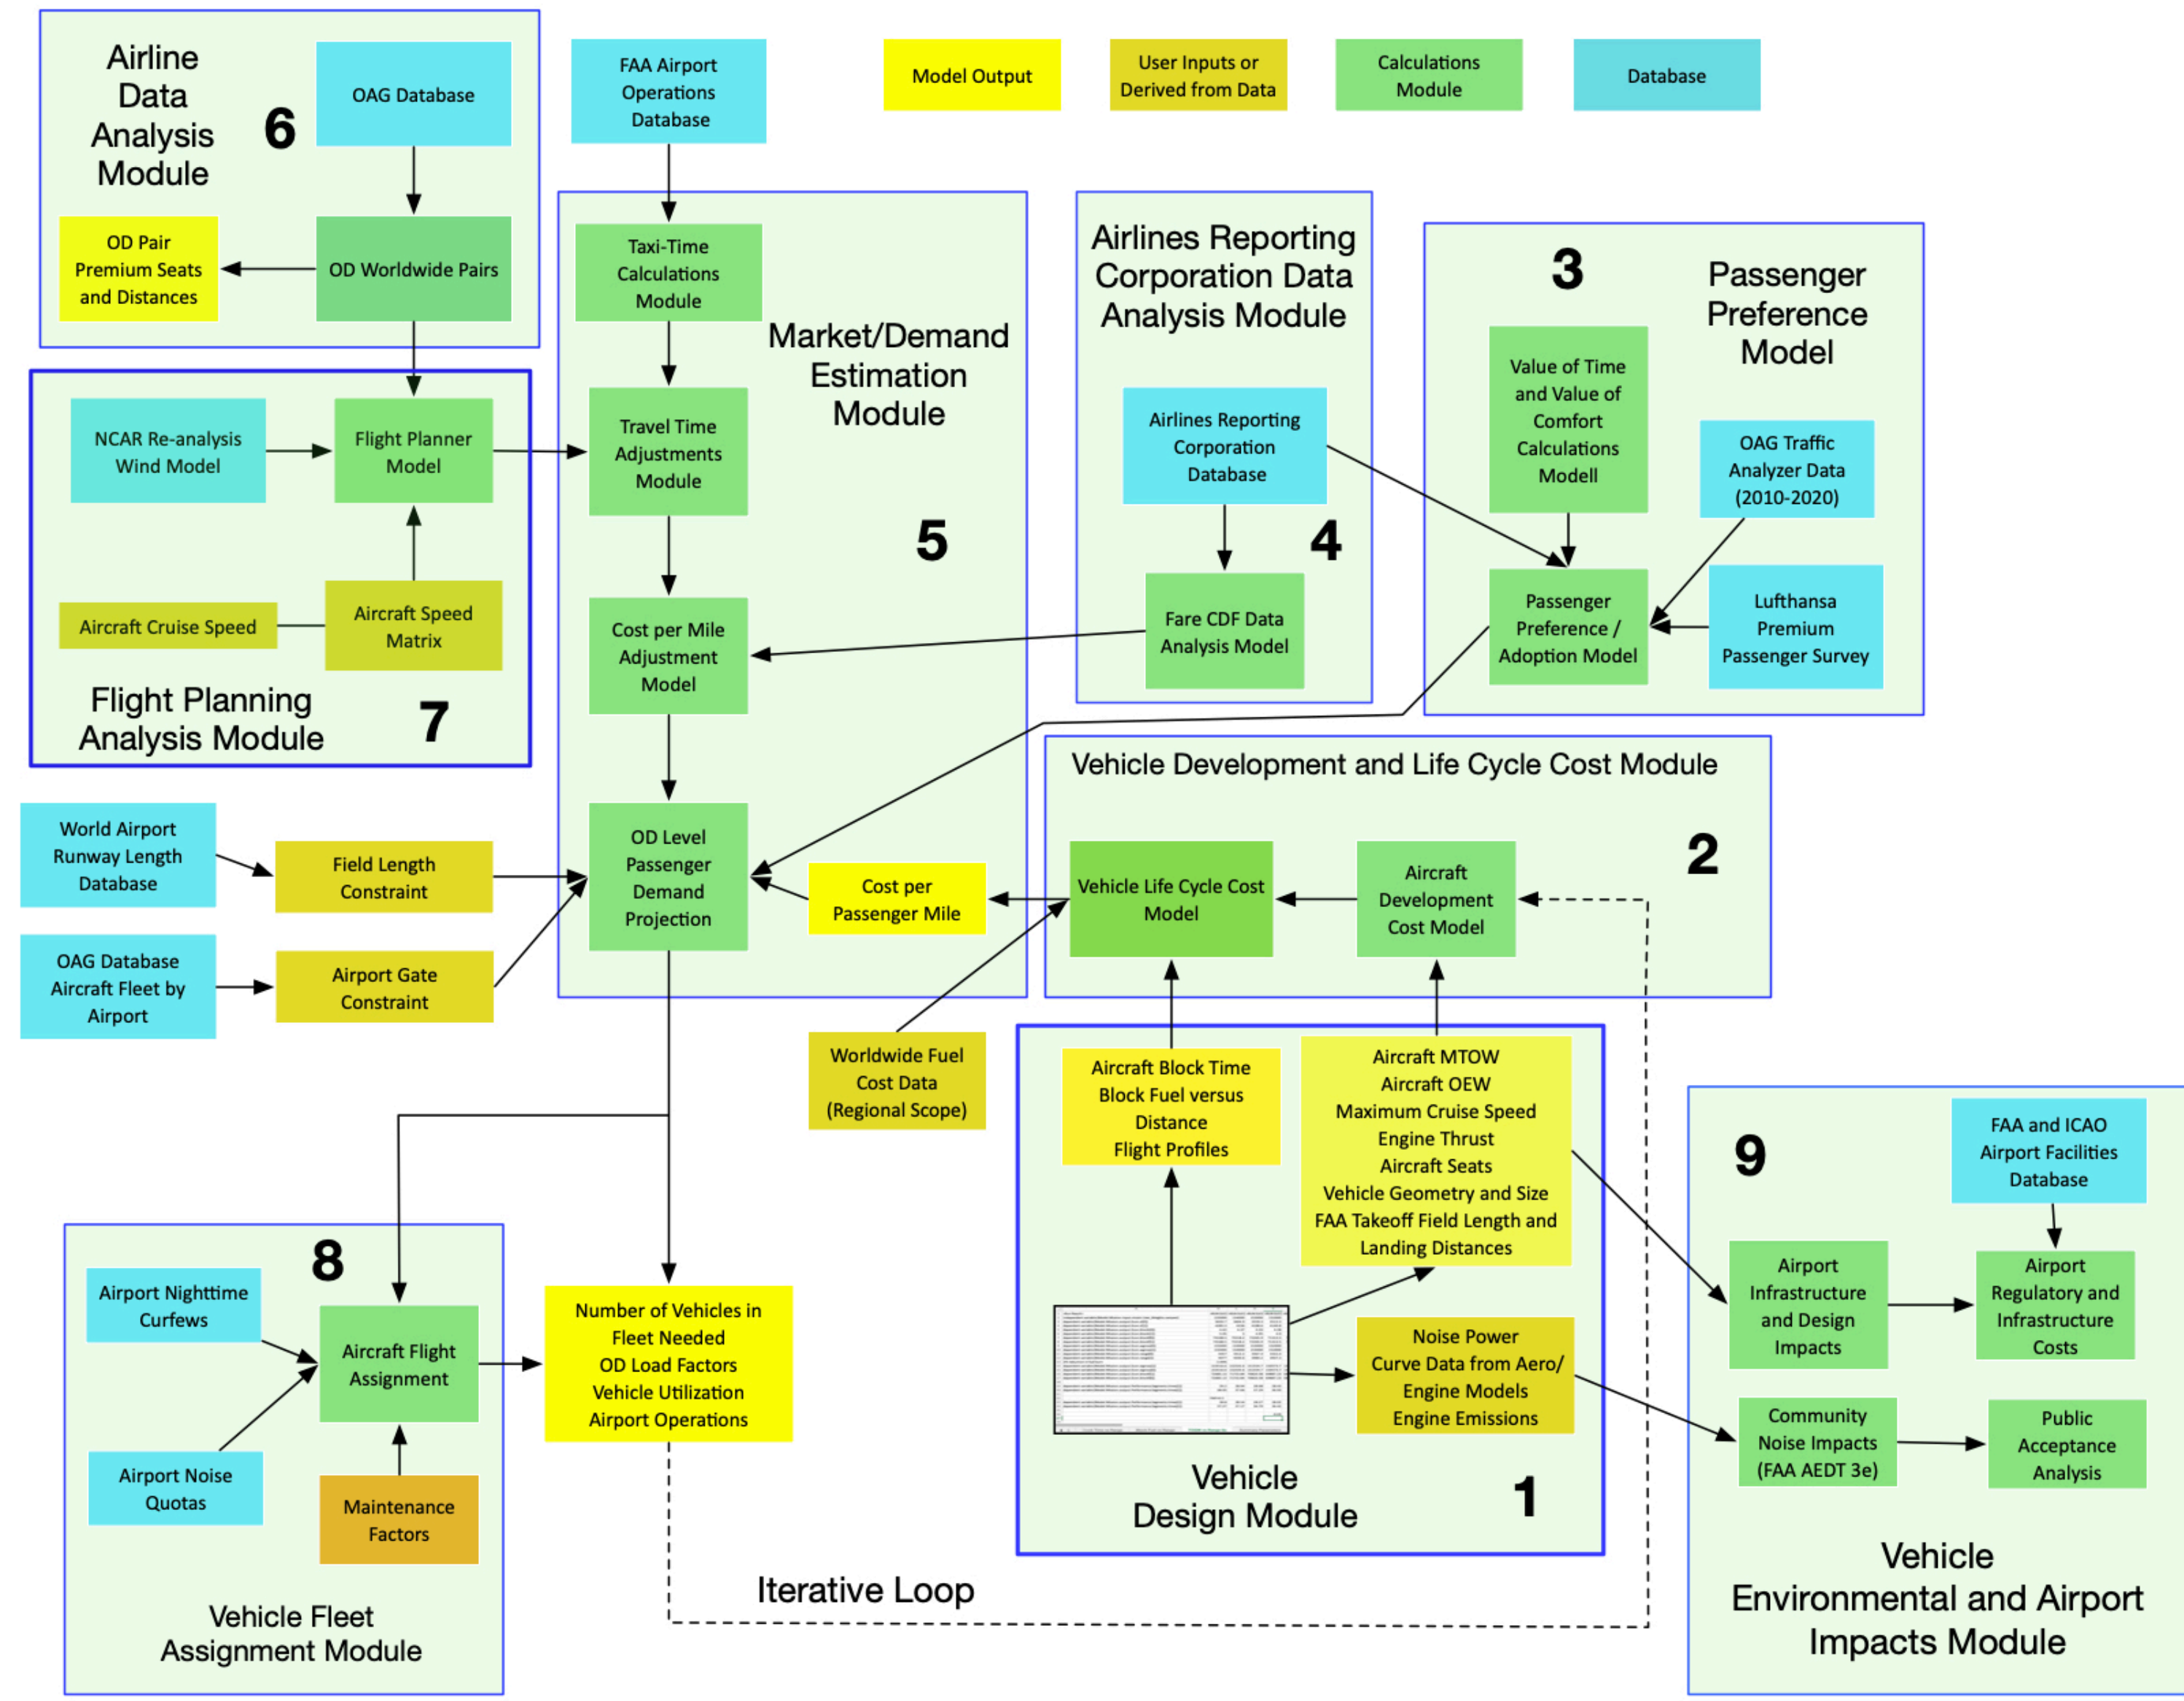 Airline
Data
Analysis
Module
6
OAG Database
OD Pair
Premium Seats
and Distances
OD Worldwide Pairs
FAA Airport
Operations
Database
Model Output
User Inputs or
Derived from Data
Calculations
Module
Database
Taxi-Time
Calculations
Module
Market/Demand
Estimation
Module
Travel Time
Adjustments
Module
5
Cost per Mile
Adjustment
Model
OD Level
Passenger
Demand
Projection
Cost per
Passenger Mile
Airlines Reporting
Corporation Data
Analysis Module
Airlines Reporting
Corporation
Database
4
Fare CDF Data
Analysis Model
3
Passenger
Preference
Model
Value of Time
and Value of
Comfort
Calculations
Modell
OAG Traffic
Analyzer Data
(2010-2020)
Passenger
Preference /
Adoption Model
Lufthansa
Premium
Passenger Survey
NCAR Re-analysis
Wind Model
Flight Planner
Model
Aircraft Cruise Speed
Aircraft Speed
Matrix
Flight Planning
Analysis Module
7
World Airport
Runway Length
Database
Field Length
Constraint
OAG Database
Aircraft Fleet by
Airport
Airport Gate
Constraint
Vehicle Development and Life Cycle Cost Module
2
Vehicle Life Cycle Cost
Model
Aircraft
Development
Cost Model
Worldwide Fuel
Cost Data
(Regional Scope)
Aircraft Block Time
Block Fuel versus
Distance
Flight Profiles
Aircraft MTOW
Aircraft OEW
Maximum Cruise Speed
Engine Thrust
Aircraft Seats
Vehicle Geometry and Size
FAA Takeoff Field Length and
Landing Distances
Noise Power
Curve Data from Aero/
Engine Models
Engine Emissions
Vehicle
Design Module
1
8
Airport Nighttime
Curfews
Aircraft Flight
Assignment
Airport Noise
Quotas
Maintenance
Factors
Vehicle Fleet
Assignment Module
Number of Vehicles in
Fleet Needed
OD Load Factors
Vehicle Utilization
Airport Operations
Iterative Loop
9
FAA and ICAO
Airport Facilities
Database
Airport
Infrastructure
and Design
Impacts
Airport
Regulatory and
Infrastructure
Costs
Community
Noise Impacts
(FAA AEDT 3e)
Public
Acceptance
Analysis
Vehicle
Environmental and Airport
Impacts Module